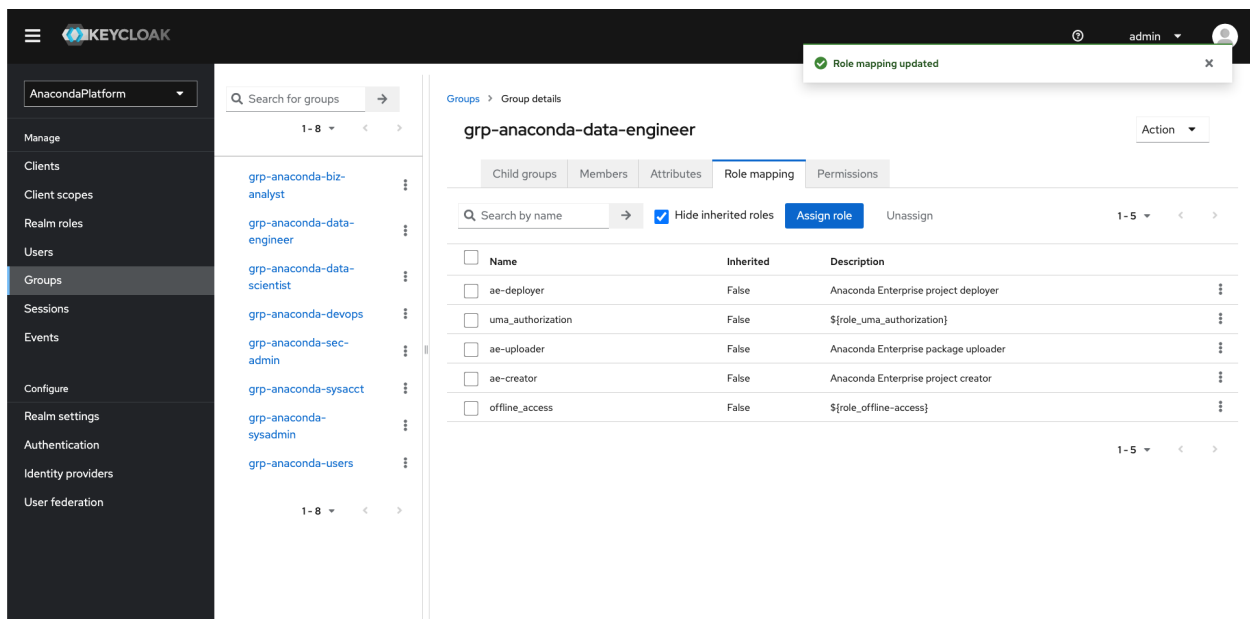 KEYCLOAK
admin
Role mapping updated
AnacondaPlatform
Manage
Clients
Client scopes
Realm roles
Users
Groups
Sessions
Events
Configure
Realm settings
Authentication
Identity providers
User federation
Search for groups
1 - 8
grp-anaconda-biz-
analyst
grp-anaconda-data-
engineer
grp-anaconda-data-
scientist
grp-anaconda-devops
grp-anaconda-sec-
admin
grp-anaconda-sysacct
grp-anaconda-
sysadmin
grp-anaconda-users
1 - 8
Groups > Group details
grp-anaconda-data-engineer
Action
Child groups Members Attributes Role mapping Permissions
Search by name Hide inherited roles Assign role Unassign 1 - 5
Name Inherited Description
ae-deployer False Anaconda Enterprise project deployer
uma_authorization False ${role_uma_authorization}
ae-uploader False Anaconda Enterprise package uploader
ae-creator False Anaconda Enterprise project creator
offline_access False ${role_offline-access}
1 - 5